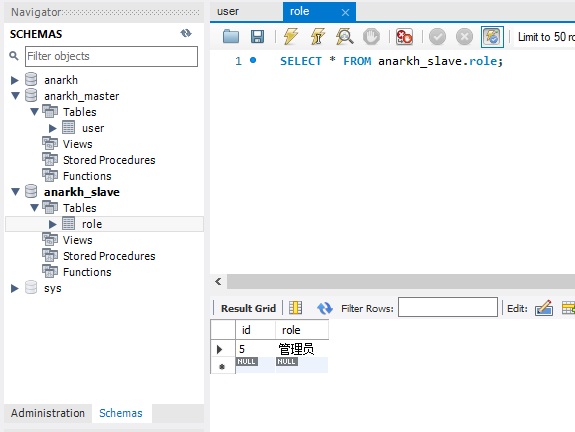 Navigator
SCHEMAS
Filter objects
anarkh
anarkh_master
Tables
user
Views
Stored Procedures
Functions
anarkh_slave
Tables
role
Views
Stored Procedures
Functions
sys
Administration Schemas
user role
Limit to 50 ro
1 SELECT * FROM anarkh_slave.role;
Result Grid Filter Rows: Edit:
id role
5 管理员
NULL NULL